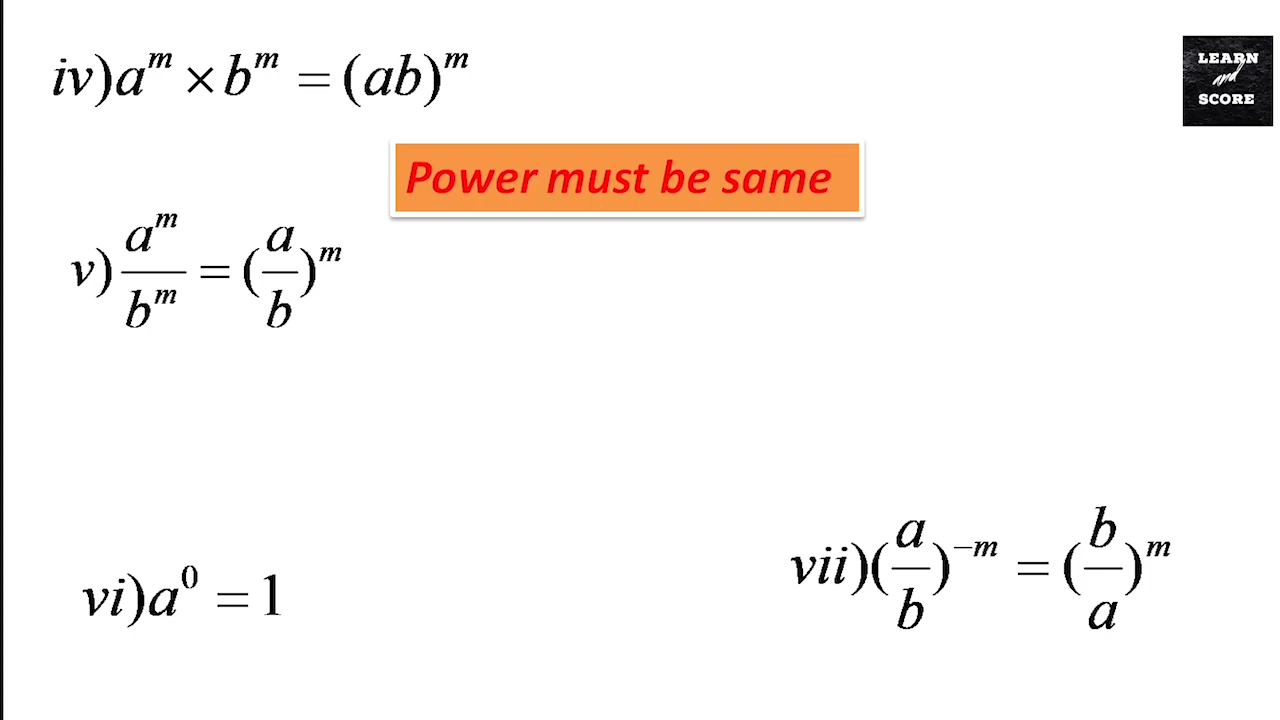 iv) a^m × b^m = (ab)^m
LEARN
and
SCORE
Power must be same
v) a^m / b^m = (a/b)^m
vi) a^0 = 1
vii) (a/b)^{-m} = (b/a)^m